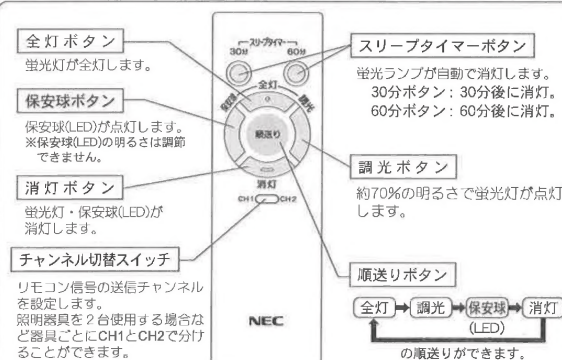 全灯ボタン
蛍光灯が全灯します。
保安球ボタン
保安球(LED)が点灯します。
※保安球(LED)の明るさは調節
できません。
消灯ボタン
蛍光灯・保安球(LED)が
消灯します。
チャンネル切替スイッチ
リモコン信号の送信チャンネル
を設定します。
照明器具を2台使用する場合な
ど器具ごとにCH1とCH2で分け
ることができます。
スリープタイマー
30分 60分
全灯
保安球 調光
順送り
消灯
CH1 CH2
NEC
スリープタイマーボタン
蛍光ランプが自動で消灯します。
30分ボタン:30分後に消灯。
60分ボタン:60分後に消灯。
調光ボタン
約70%の明るさで蛍光灯が点灯
します。
順送りボタン
全灯→調光→保安球→消灯
(LED)
の順送りができます。